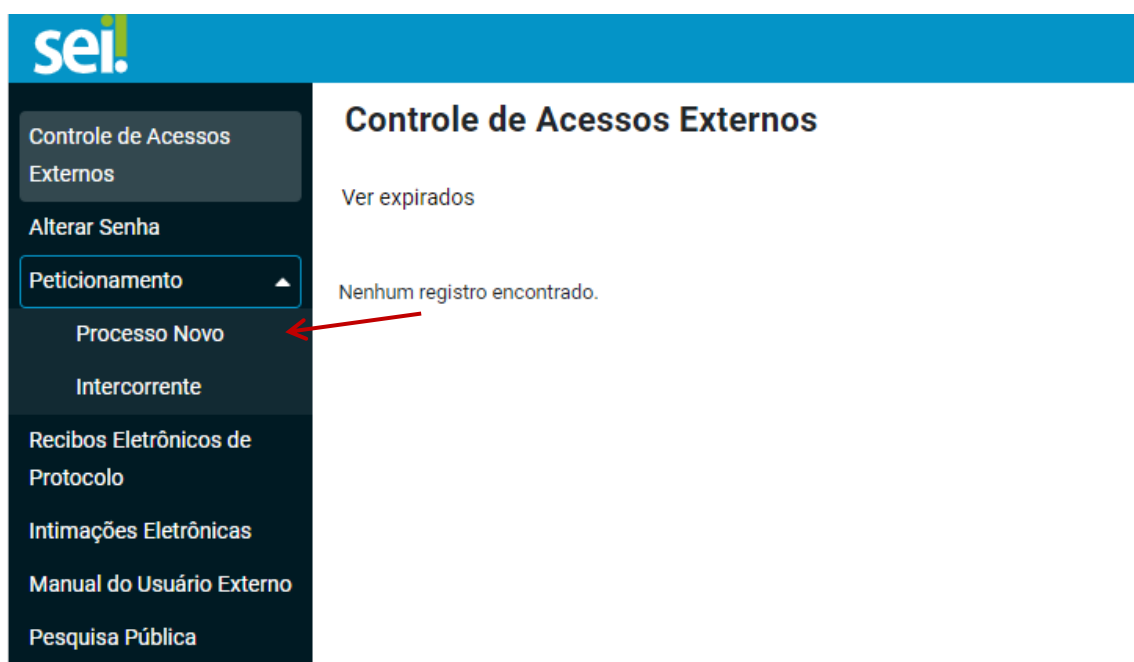 sei!
Controle de Acessos
Externos
Alterar Senha
Peticionamento
Processo Novo
Intercorrente
Recibos Eletrônicos de
Protocolo
Intimações Eletrônicas
Manual do Usuário Externo
Pesquisa Pública
Controle de Acessos Externos
Ver expirados
Nenhum registro encontrado.